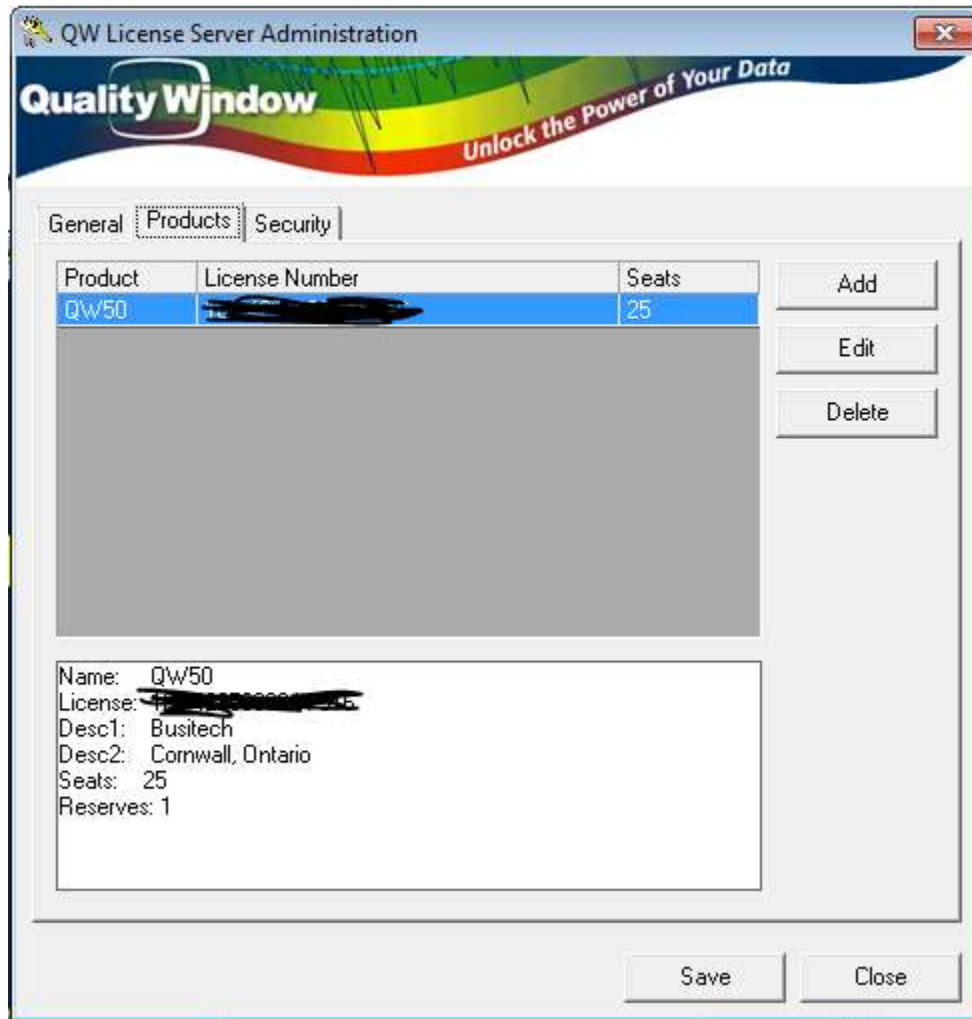 QW License Server Administration
Quality Window
Unlock the Power of Your Data
General Products Security
Product License Number Seats
QW50 25
Add
Edit
Delete
Name: QW50
License:
Desc1: Busitech
Desc2: Cornwall, Ontario
Seats: 25
Reserves: 1
Save Close